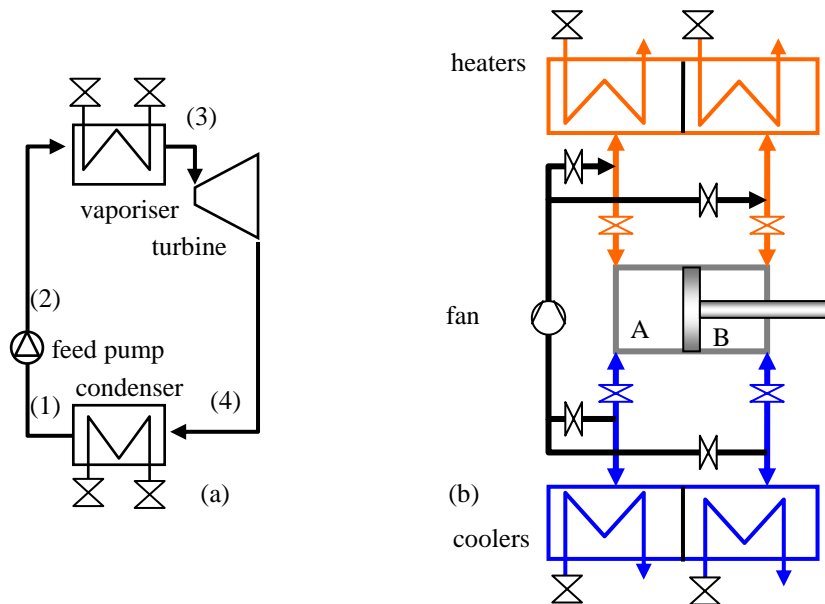 (3)
vaporiser
turbine
(2)
feed pump
condenser
(1)
(4)
(a)
heaters
fan
A
B
(b)
coolers